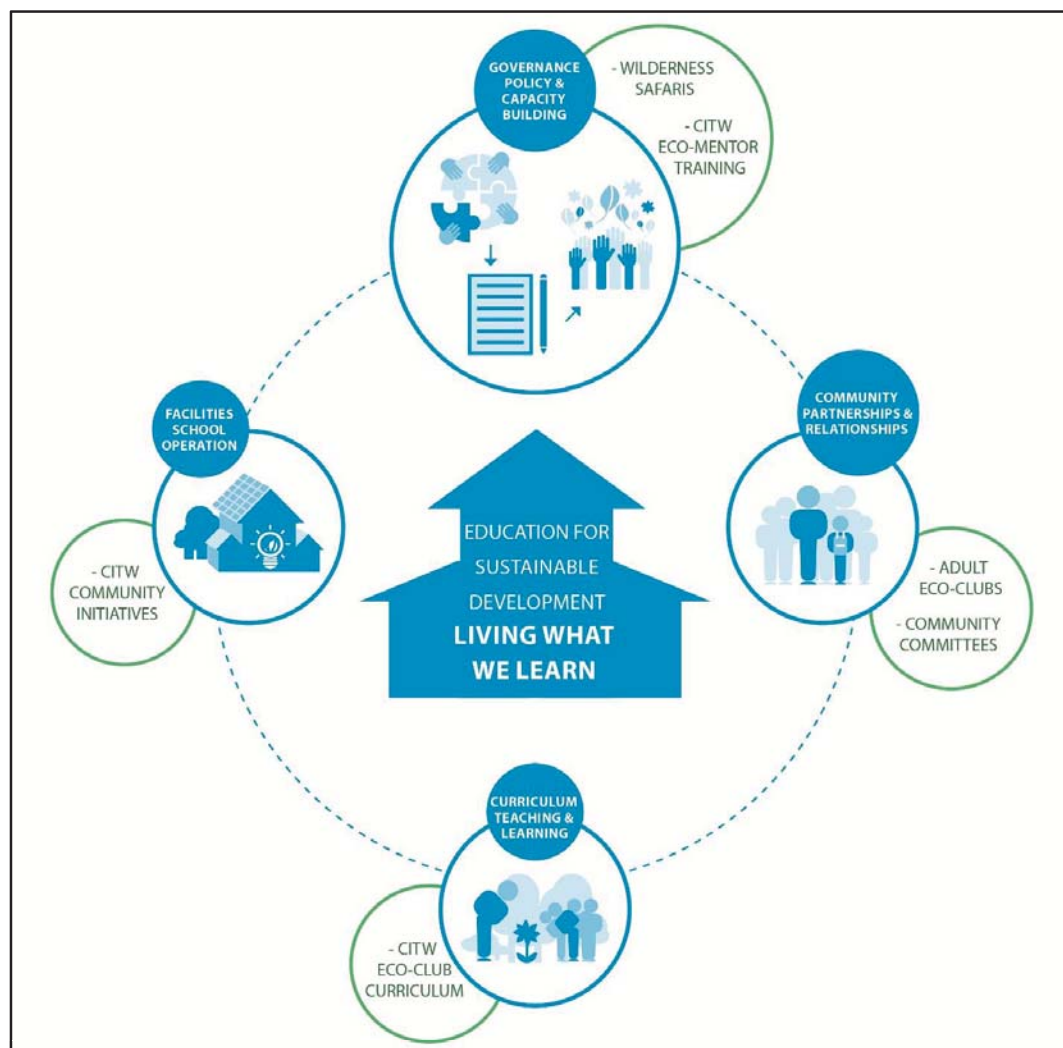 GOVERNANCE
POLICY &
CAPACITY
BUILDING
- WILDERNESS
SAFARIS
- CITW
ECO-MENTOR
TRAINING
FACILITIES
SCHOOL
OPERATION
- CITW
COMMUNITY
INITIATIVES
COMMUNITY
PARTNERSHIPS &
RELATIONSHIPS
- ADULT
ECO-CLUBS
- COMMUNITY
COMMITTEES
EDUCATION FOR
SUSTAINABLE
DEVELOPMENT
LIVING WHAT
WE LEARN
CURRICULUM
TEACHING &
LEARNING
- CITW
ECO-CLUB
CURRICULUM